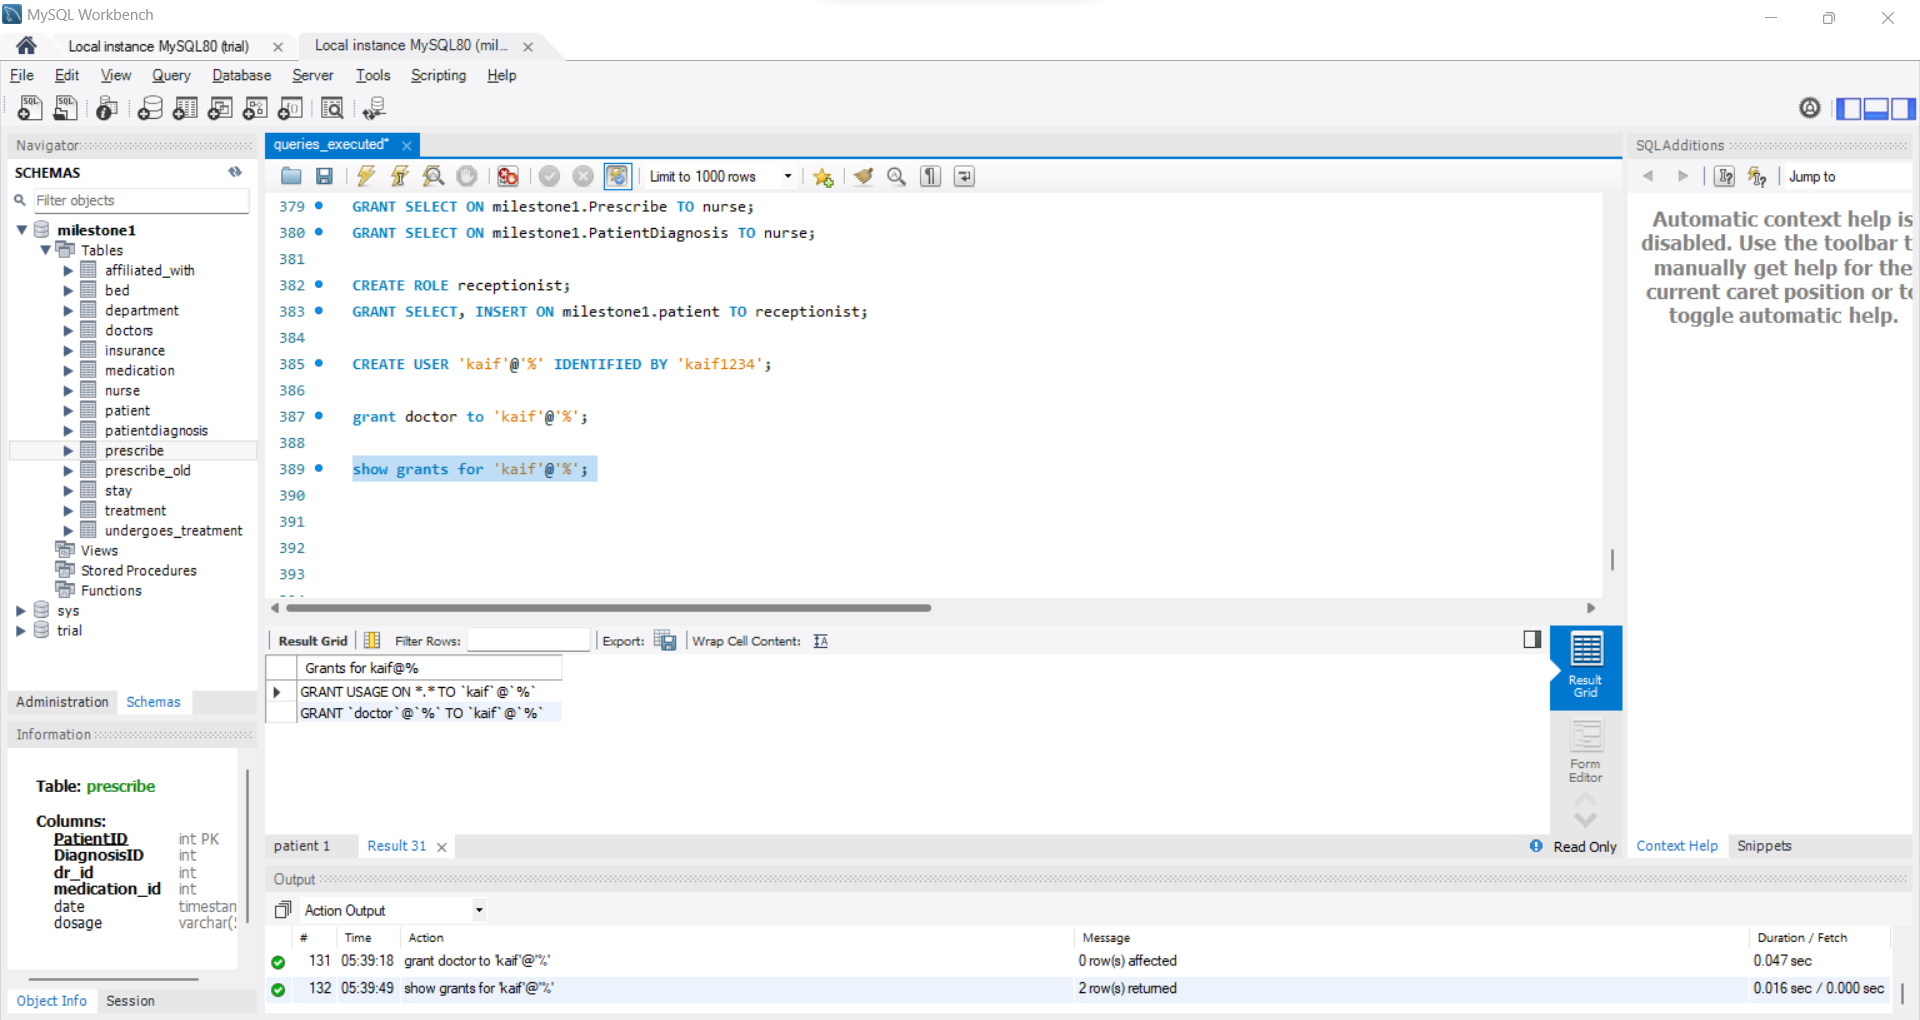 MySQL Workbench
Local instance MySQL80 (trial)
Local instance MySQL80 (mil...
File Edit View Query Database Server Tools Scripting Help
Navigator
SCHEMAS
Filter objects
milestone1
Tables
affiliated_with
bed
department
doctors
insurance
medication
nurse
patient
patientdiagnosis
prescribe
prescribe_old
stay
treatment
undergoes_treatment
Views
Stored Procedures
Functions
sys
trial
Administration Schemas
Information
Table: prescribe
Columns:
PatientID int PK
DiagnosisID int
dr_id int
medication_id int
date timestan
dosage varchar(
Object Info Session
queries_executed*
Limit to 1000 rows
379 GRANT SELECT ON milestone1.Prescribe TO nurse;
380 GRANT SELECT ON milestone1.PatientDiagnosis TO nurse;
381
382 CREATE ROLE receptionist;
383 GRANT SELECT, INSERT ON milestone1.patient TO receptionist;
384
385 CREATE USER 'kaif'@'%' IDENTIFIED BY 'kaif1234';
386
387 grant doctor to 'kaif'@'%';
388
389 show grants for 'kaif'@'%';
390
391
392
393
Result Grid Filter Rows: Export: Wrap Cell Content:
Grants for kaif@%
GRANT USAGE ON *.* TO `kaif`@`%`
GRANT `doctor`@`%` TO `kaif`@`%`
Result
Grid
Form
Editor
patient 1 Result 31
Read Only
SQLAdditions
Jump to
Automatic context help is
disabled. Use the toolbar t
manually get help for the
current caret position or to
toggle automatic help.
Context Help Snippets
Output
Action Output
# Time Action Message Duration / Fetch
131 05:39:18 grant doctor to 'kaif'@'%' 0 row(s) affected 0.047 sec
132 05:39:49 show grants for 'kaif'@'%' 2 row(s) returned 0.016 sec / 0.000 sec